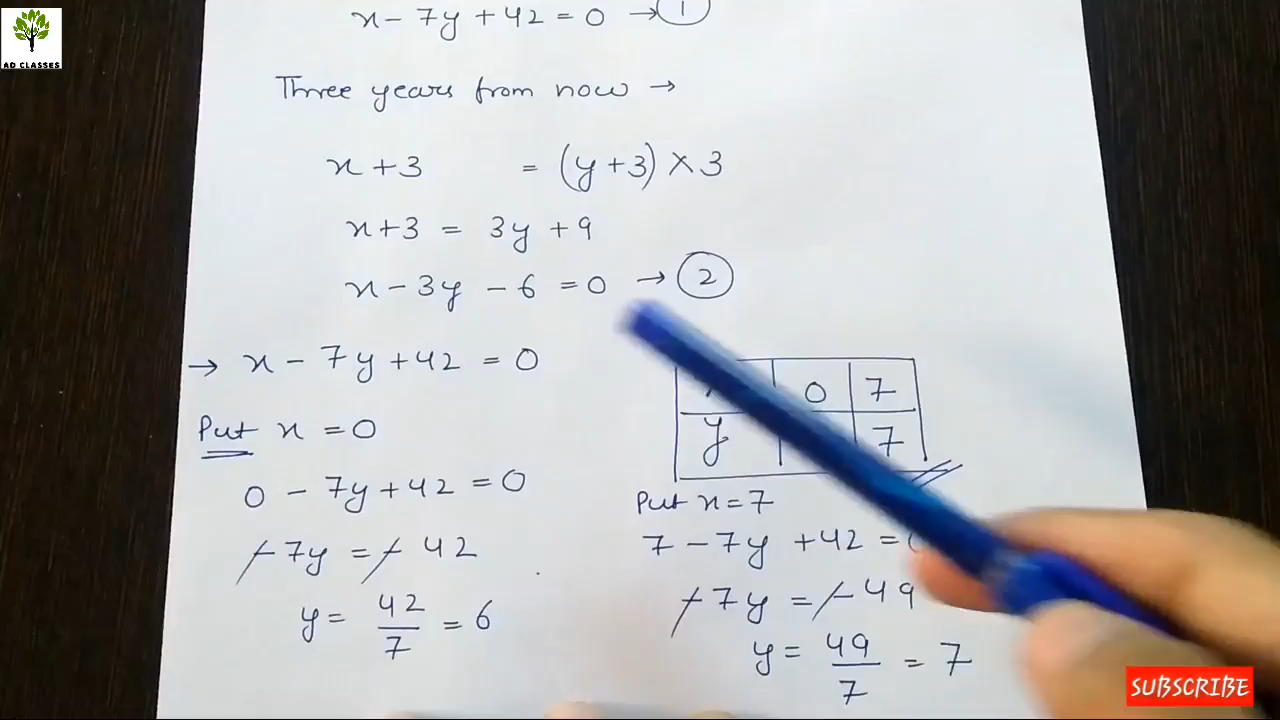 x - 7y + 42 = 0 → 1
AD CLASSES
Three years from now →
x + 3 = (y + 3) × 3
x + 3 = 3y + 9
x - 3y - 6 = 0 → 2
→ x - 7y + 42 = 0
0 7
Put x = 0
y 7
0 - 7y + 42 = 0
Put x = 7
7 - 7y + 42 =
-7y = -42
-7y = -49
y = 42/7 = 6
y = 49/7 = 7
SUBSCRIBE